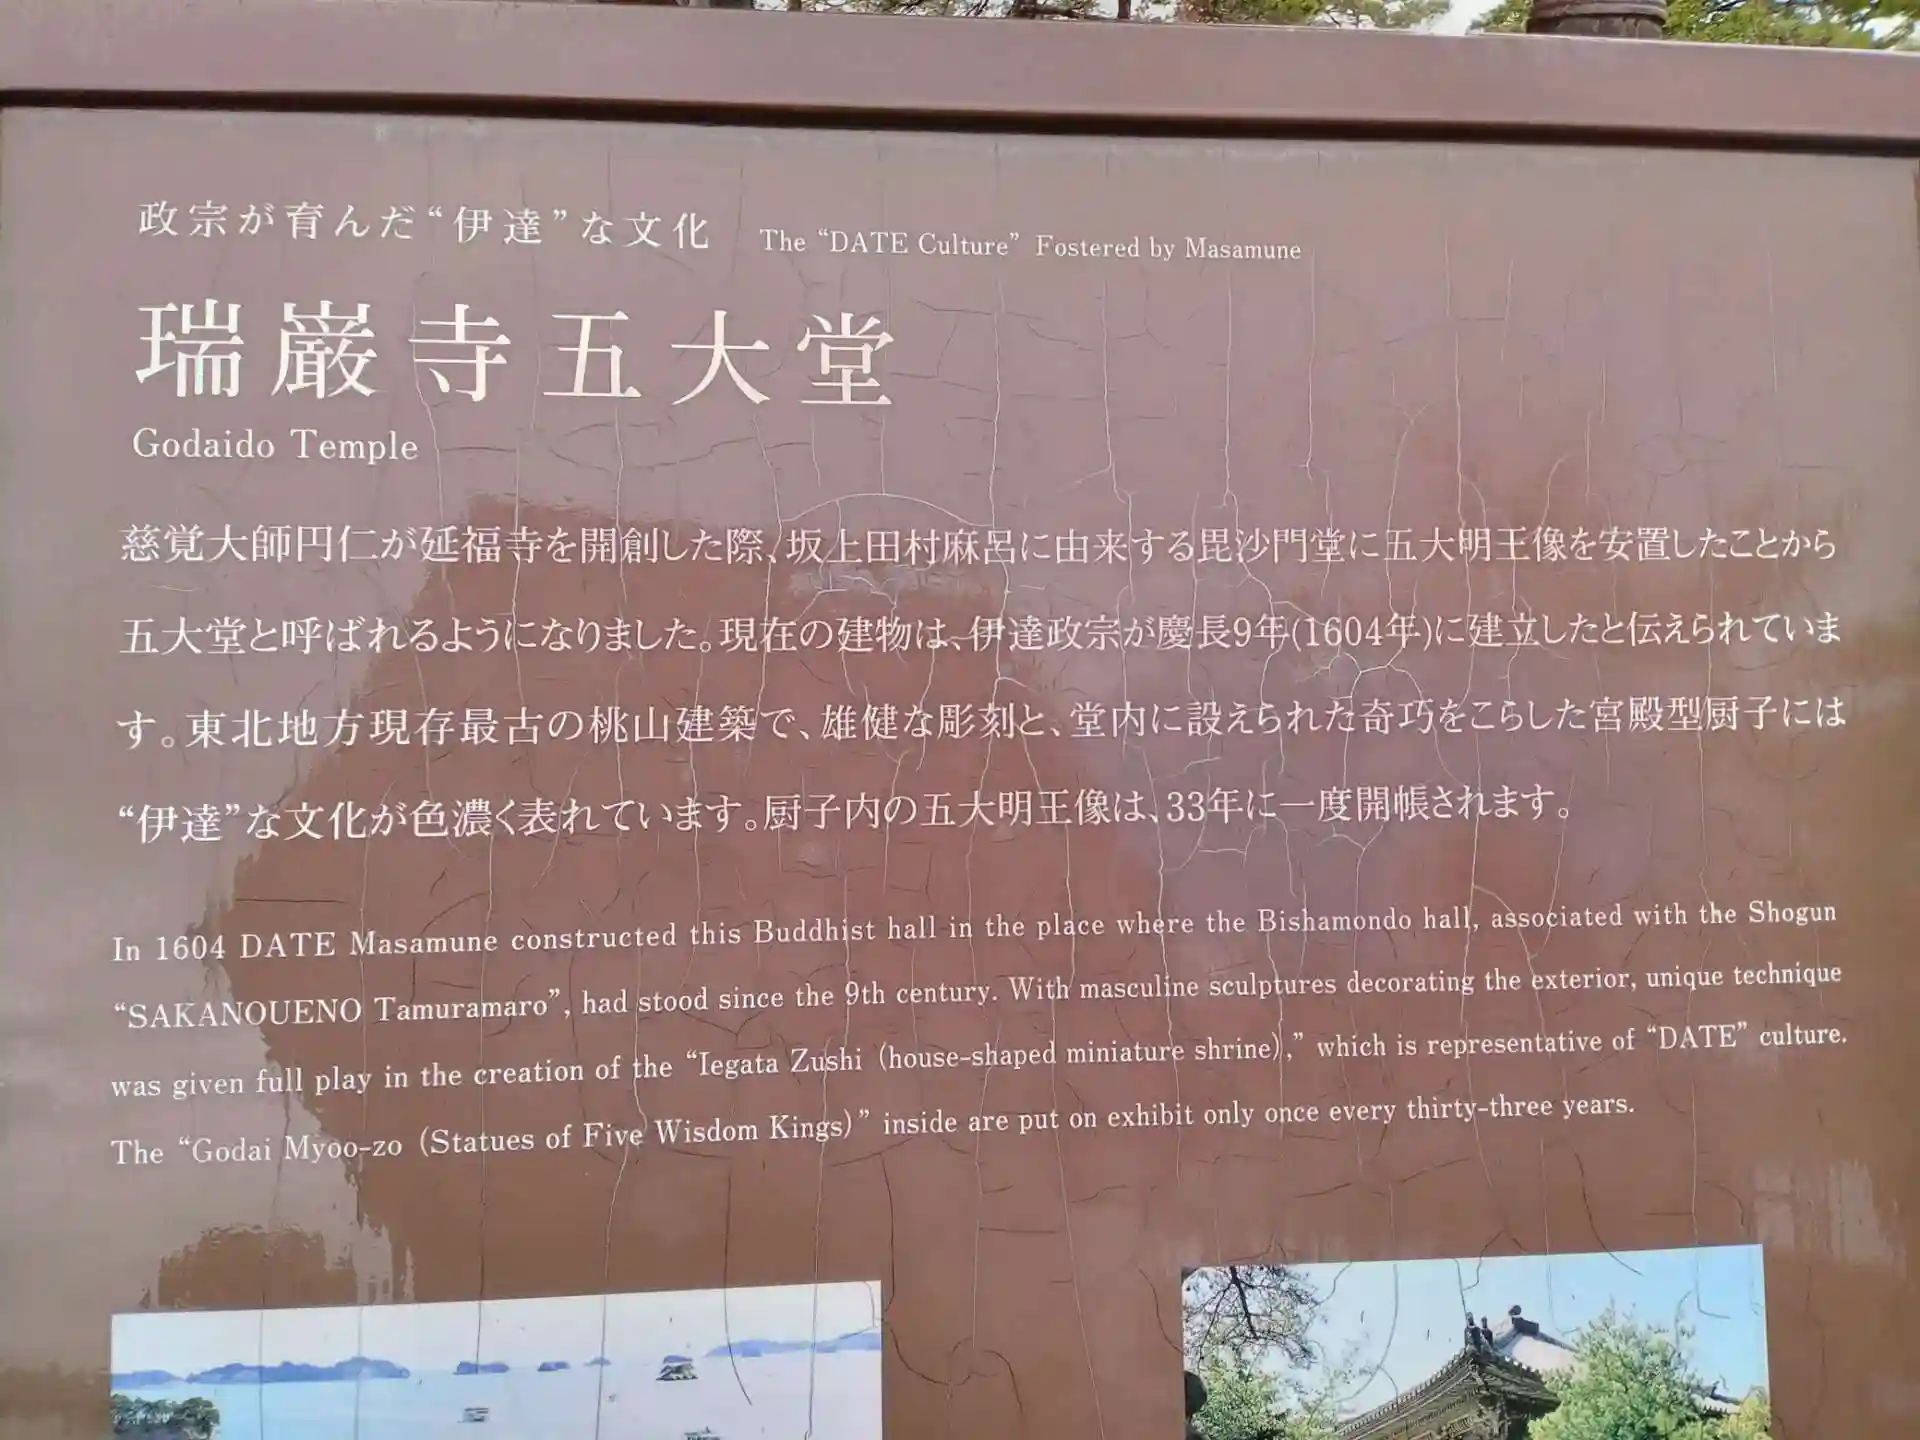 政宗が育んだ“伊達”な文化 The “DATE Culture” Fostered by Masamune
瑞巌寺五大堂
Godaido Temple
慈覚大師円仁が延福寺を開創した際、坂上田村麻呂に由来する毘沙門堂に五大明王像を安置したことから
五大堂と呼ばれるようになりました。現在の建物は、伊達政宗が慶長9年(1604年)に建立したと伝えられていま
す。東北地方現存最古の桃山建築で、雄健な彫刻と、堂内に設えられた奇巧をこらした宮殿型厨子には
“伊達”な文化が色濃く表れています。厨子内の五大明王像は、33年に一度開帳されます。
In 1604 DATE Masamune constructed this Buddhist hall in the place where the Bishamondo hall, associated with the Shogun
“SAKANOUENO Tamuramaro”, had stood since the 9th century. With masculine sculptures decorating the exterior, unique technique
was given full play in the creation of the “Iegata Zushi (house-shaped miniature shrine),” which is representative of “DATE” culture.
The “Godai Myoo-zo (Statues of Five Wisdom Kings)” inside are put on exhibit only once every thirty-three years.